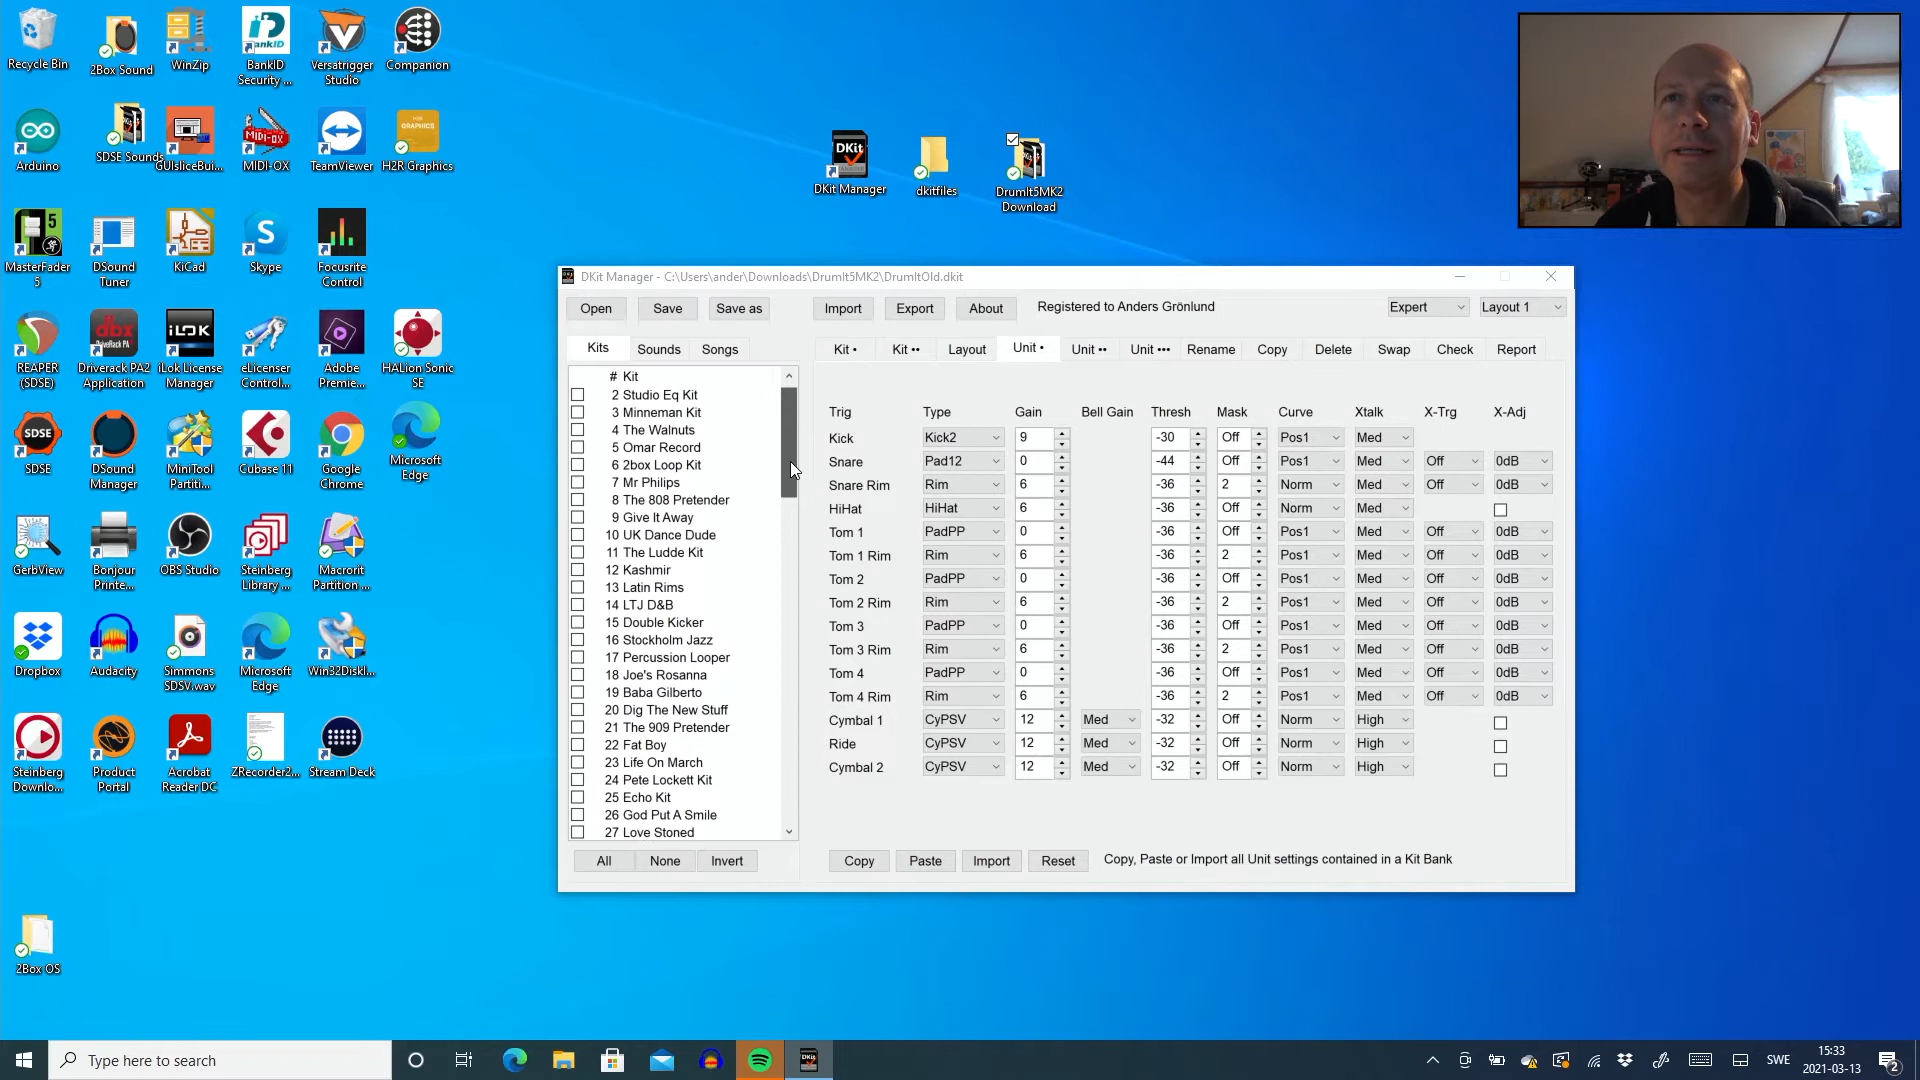 Recycle Bin
2Box Sound
WinZip
BankID
Security ...
Versatrigger
Studio
Companion
Arduino
SDSE Sounds
GUIsliceBui...
MIDI-OX
TeamViewer
H2R Graphics
MasterFader
5
DSound
Tuner
KiCad
Skype
Focusrite
Control
REAPER
(SDSE)
Driverack PA2
Application
iLok License
Manager
eLicenser
Control...
Adobe
Premie...
HALion Sonic
SE
SDSE
DSound
Manager
MiniTool
Partiti...
Cubase 11
Google
Chrome
Microsoft
Edge
GerbView
Bonjour
Printe...
OBS Studio
Steinberg
Library ...
Macrorit
Partition ...
Dropbox
Audacity
Simmons
SDSV.wav
Microsoft
Edge
Win32DiskI...
Steinberg
Downlo...
Product
Portal
Acrobat
Reader DC
ZRecorder2...
Stream Deck
2Box OS
DKit Manager
dkitfiles
DrumIt5MK2
Download
DKit Manager - C:\Users\ander\Downloads\DrumIt5MK2\DrumItOld.dkit
Open Save Save as Import Export About Registered to Anders Grönlund Expert Layout 1
Kits Sounds Songs Kit • Kit •• Layout Unit • Unit •• Unit ••• Rename Copy Delete Swap Check Report
# Kit
2 Studio Eq Kit
3 Minneman Kit
4 The Walnuts
5 Omar Record
6 2box Loop Kit
7 Mr Philips
8 The 808 Pretender
9 Give It Away
10 UK Dance Dude
11 The Ludde Kit
12 Kashmir
13 Latin Rims
14 LTJ D&B
15 Double Kicker
16 Stockholm Jazz
17 Percussion Looper
18 Joe's Rosanna
19 Baba Gilberto
20 Dig The New Stuff
21 The 909 Pretender
22 Fat Boy
23 Life On March
24 Pete Lockett Kit
25 Echo Kit
26 God Put A Smile
27 Love Stoned
All None Invert
Trig Type Gain Bell Gain Thresh Mask Curve Xtalk X-Trg X-Adj
Kick Kick2 9 -30 Off Pos1 Med
Snare Pad12 0 -44 Off Pos1 Med Off 0dB
Snare Rim Rim 6 -36 2 Norm Med Off 0dB
HiHat HiHat 6 -36 Off Norm Med
Tom 1 PadPP 0 -36 Off Pos1 Med Off 0dB
Tom 1 Rim Rim 6 -36 2 Pos1 Med Off 0dB
Tom 2 PadPP 0 -36 Off Pos1 Med Off 0dB
Tom 2 Rim Rim 6 -36 2 Pos1 Med Off 0dB
Tom 3 PadPP 0 -36 Off Pos1 Med Off 0dB
Tom 3 Rim Rim 6 -36 2 Pos1 Med Off 0dB
Tom 4 PadPP 0 -36 Off Pos1 Med Off 0dB
Tom 4 Rim Rim 6 -36 2 Pos1 Med Off 0dB
Cymbal 1 CyPSV 12 Med -32 Off Norm High
Ride CyPSV 12 Med -32 Off Norm High
Cymbal 2 CyPSV 12 Med -32 Off Norm High
Copy Paste Import Reset Copy, Paste or Import all Unit settings contained in a Kit Bank
Type here to search
SWE
15:33
2021-03-13
2